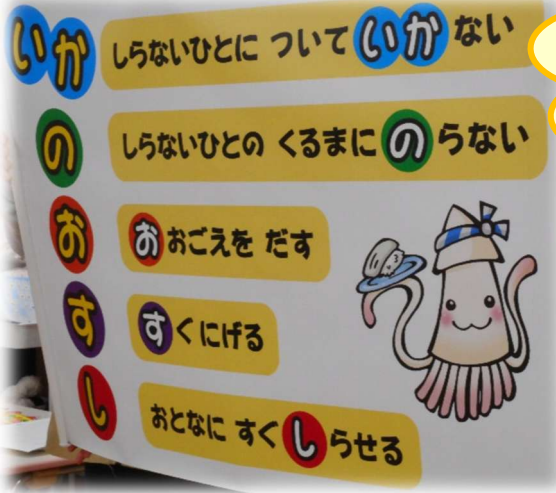 いか しらないひとに ついて いか ない
の しらないひとの くるまに のらない
お おおごえを だす
す すくにげる
し おとなに すく しらせる